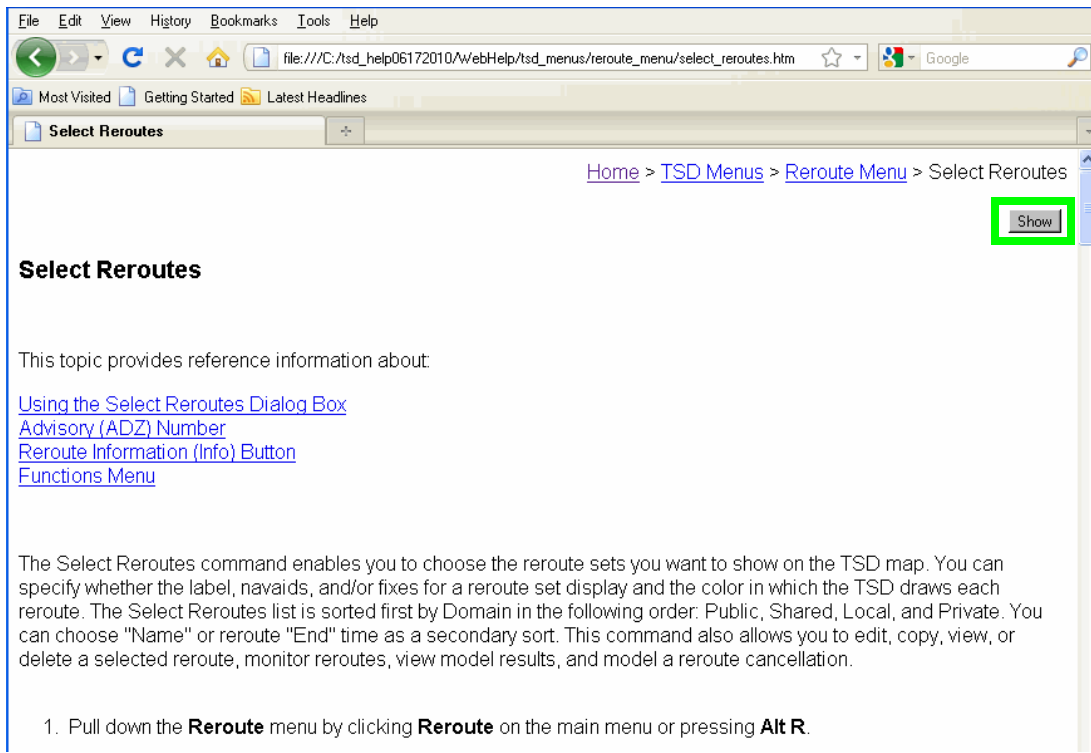 File Edit View History Bookmarks Tools Help
file:///C:/tsd_help06172010/WebHelp/tsd_menus/reroute_menu/select_reroutes.htm
Google
Most Visited Getting Started Latest Headlines
Select Reroutes
Home > TSD Menus > Reroute Menu > Select Reroutes
Show
Select Reroutes
This topic provides reference information about:
Using the Select Reroutes Dialog Box
Advisory (ADZ) Number
Reroute Information (Info) Button
Functions Menu
The Select Reroutes command enables you to choose the reroute sets you want to show on the TSD map. You can
specify whether the label, navaids, and/or fixes for a reroute set display and the color in which the TSD draws each
reroute. The Select Reroutes list is sorted first by Domain in the following order: Public, Shared, Local, and Private. You
can choose "Name" or reroute "End" time as a secondary sort. This command also allows you to edit, copy, view, or
delete a selected reroute, monitor reroutes, view model results, and model a reroute cancellation.
1. Pull down the Reroute menu by clicking Reroute on the main menu or pressing Alt R.